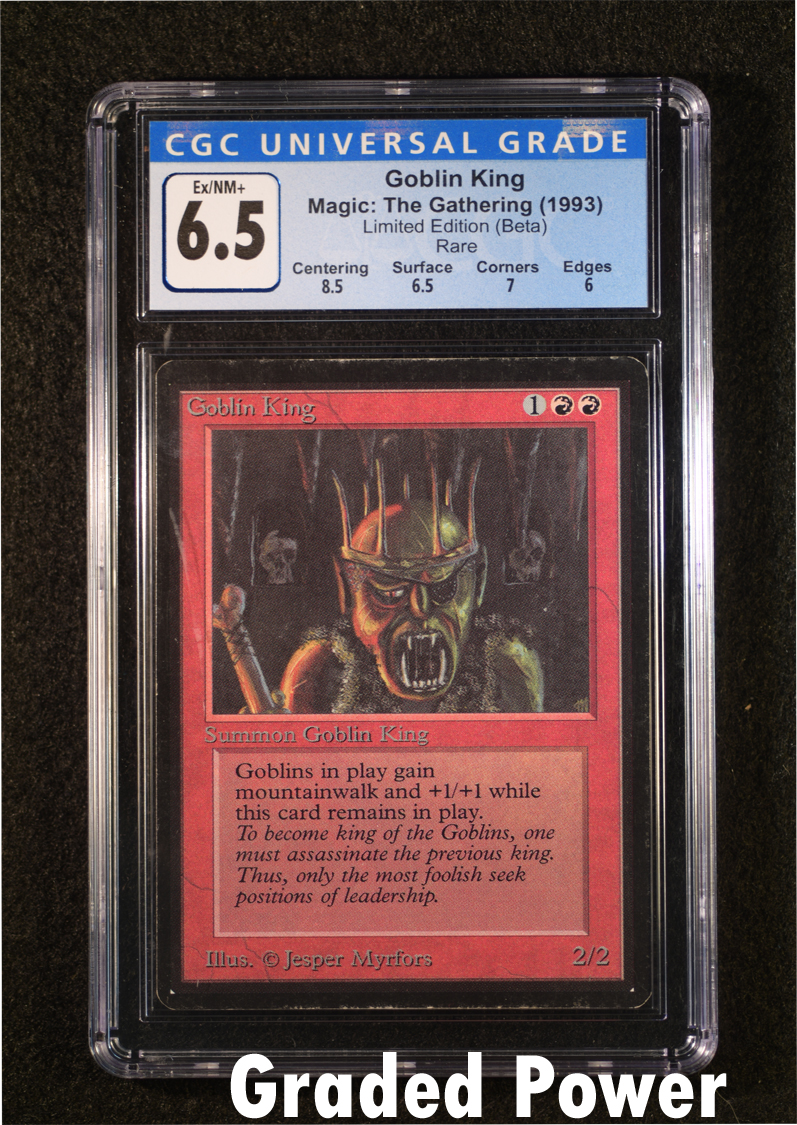 CGC UNIVERSAL GRADE
Ex/NM+
6.5
Goblin King
Magic: The Gathering (1993)
Limited Edition (Beta)
Rare
Centering Surface Corners Edges
8.5 6.5 7 6
Goblin King 1
Summon Goblin King
Goblins in play gain
mountainwalk and +1/+1 while
this card remains in play.
To become king of the Goblins, one
must assassinate the previous king.
Thus, only the most foolish seek
positions of leadership.
Illus. © Jesper Myrfors 2/2
Graded Power